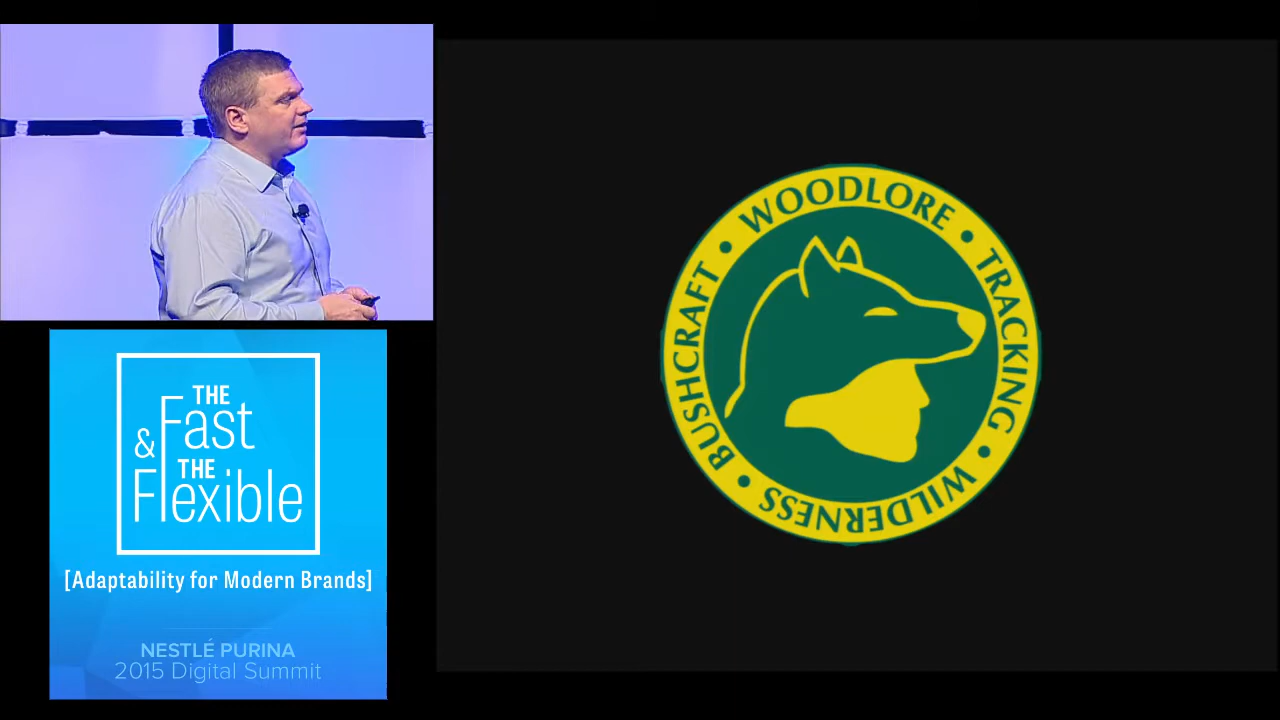 THE
Fast
&
THE
Flexible
[Adaptability for Modern Brands]
NESTLÉ PURINA
2015 Digital Summit
WOODLORE • TRACKING • WILDERNESS • BUSHCRAFT •